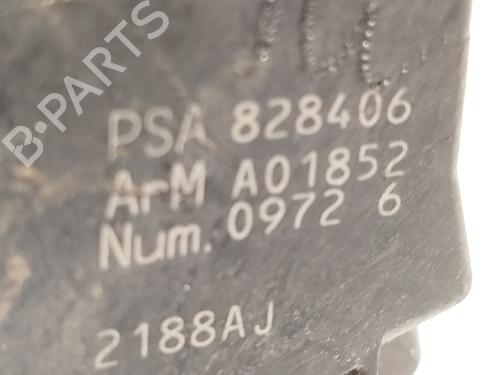 B-PARTS
PSA 828406
ArM A01852
Num. 0972 6
2188AJ